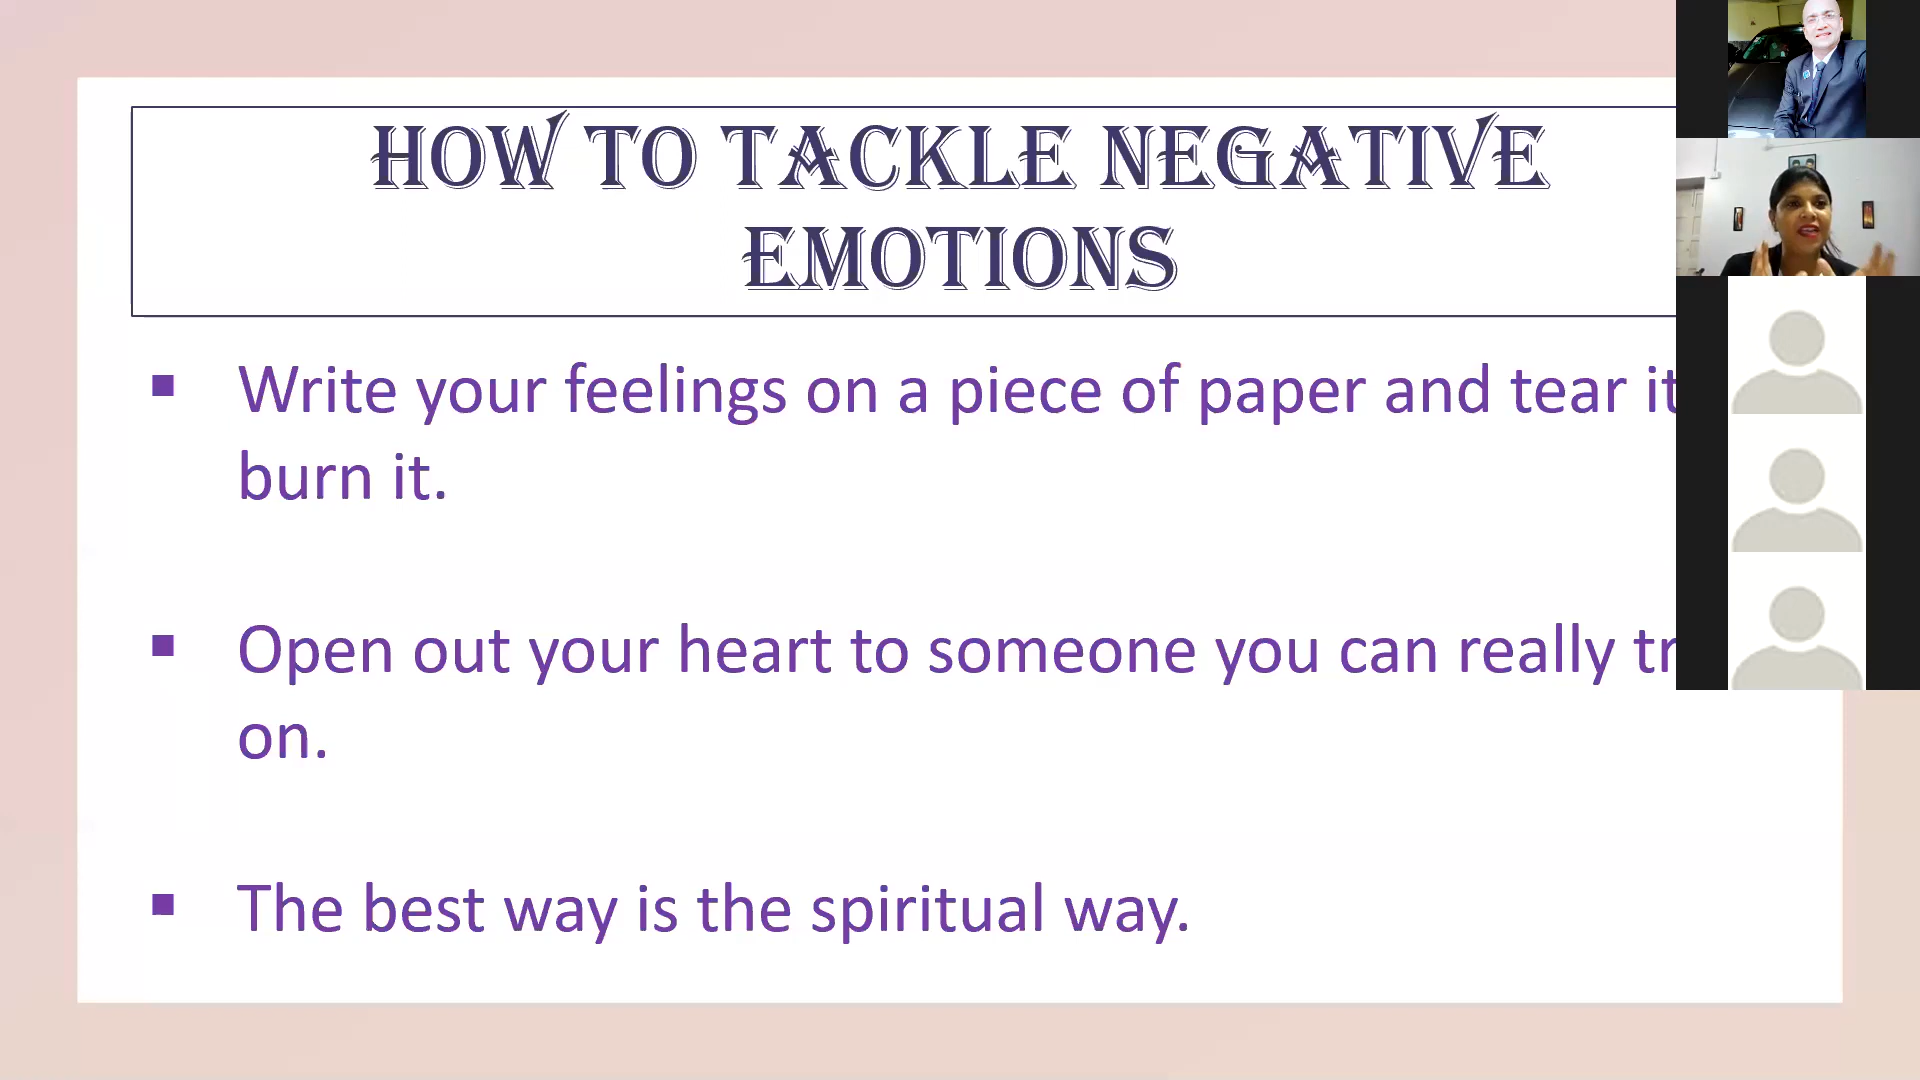 HOW TO TACKLE NEGATIVE
EMOTIONS
▪ Write your feelings on a piece of paper and tear it
burn it.
▪ Open out your heart to someone you can really
on.
▪ The best way is the spiritual way.